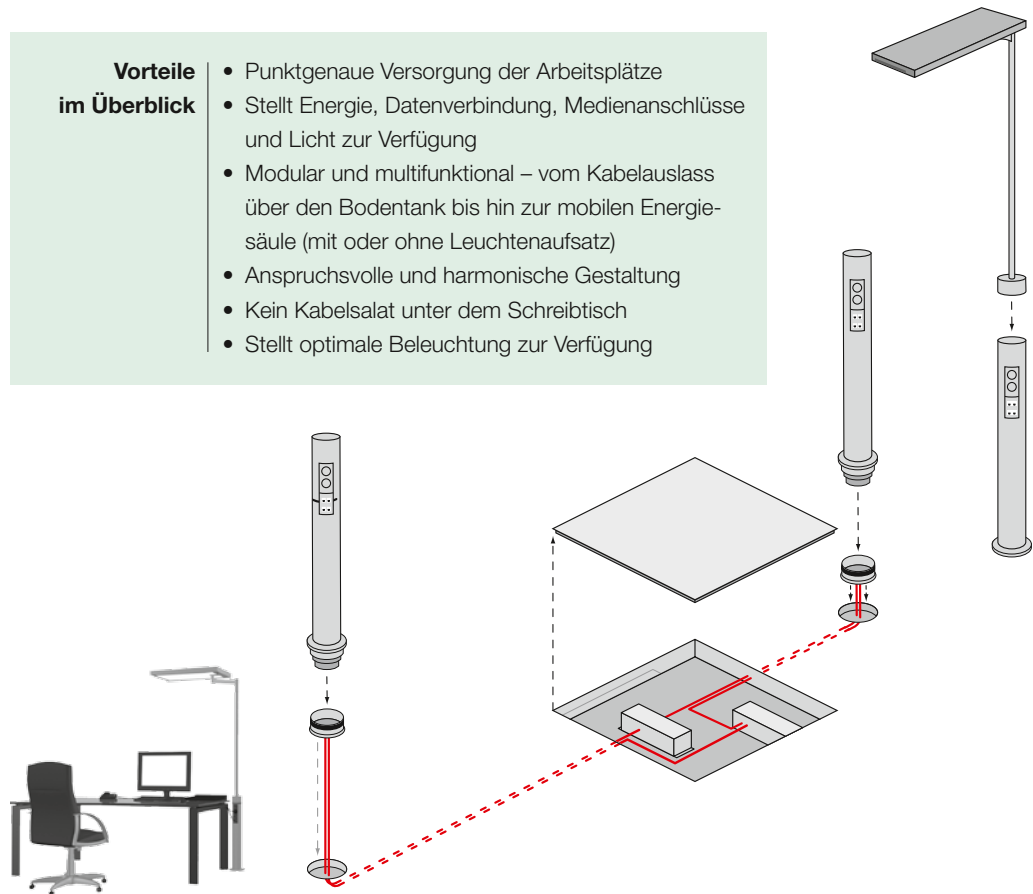 Vorteile
im Überblick
• Punktgenaue Versorgung der Arbeitsplätze
• Stellt Energie, Datenverbindung, Medienanschlüsse
und Licht zur Verfügung
• Modular und multifunktional – vom Kabelauslass
über den Bodentank bis hin zur mobilen Energie-
säule (mit oder ohne Leuchtenaufsatz)
• Anspruchsvolle und harmonische Gestaltung
• Kein Kabelsalat unter dem Schreibtisch
• Stellt optimale Beleuchtung zur Verfügung